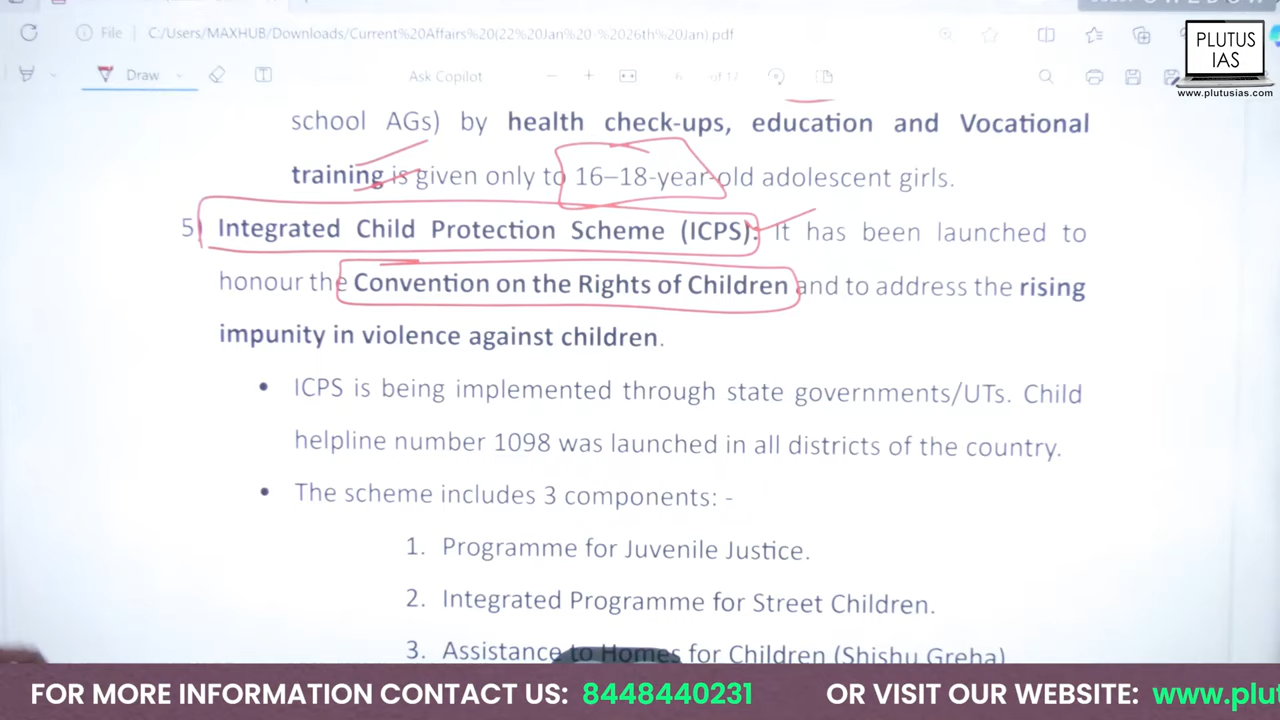 File
C:/Users/MAXHUB/Downloads/Current%20Affairs%20(22%20Jan%20-%2026th%20Jan).pdf
PLUTUS
IAS
www.plutusias.com
Draw
Ask Copilot
6 of 17
school AGs) by health check-ups, education and Vocational
training is given only to 16–18-year-old adolescent girls.
5) Integrated Child Protection Scheme (ICPS): It has been launched to
honour the Convention on the Rights of Children and to address the rising
impunity in violence against children.
• ICPS is being implemented through state governments/UTs. Child
helpline number 1098 was launched in all districts of the country.
• The scheme includes 3 components: -
1. Programme for Juvenile Justice.
2. Integrated Programme for Street Children.
3. Assistance to Homes for Children (Shishu Greha)
FOR MORE INFORMATION CONTACT US: 8448440231 OR VISIT OUR WEBSITE: www.plut